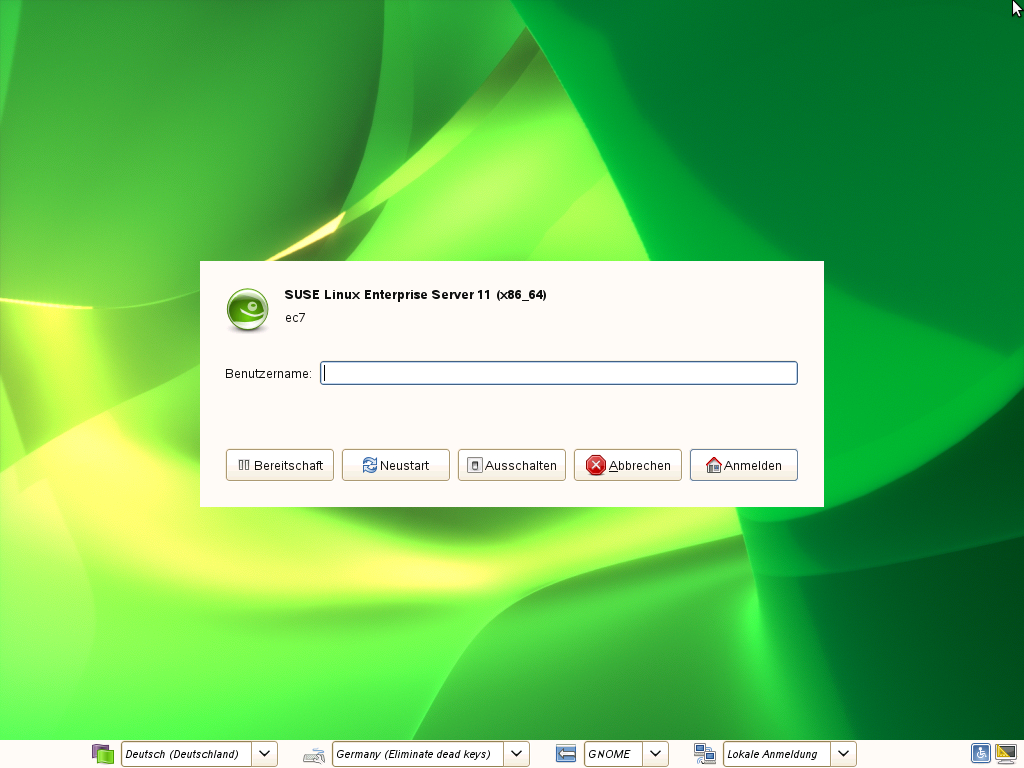 SUSE Linux Enterprise Server 11 (x86_64)
ec7
Benutzername:
Bereitschaft Neustart Ausschalten Abbrechen Anmelden
Deutsch (Deutschland) Germany (Eliminate dead keys) GNOME Lokale Anmeldung